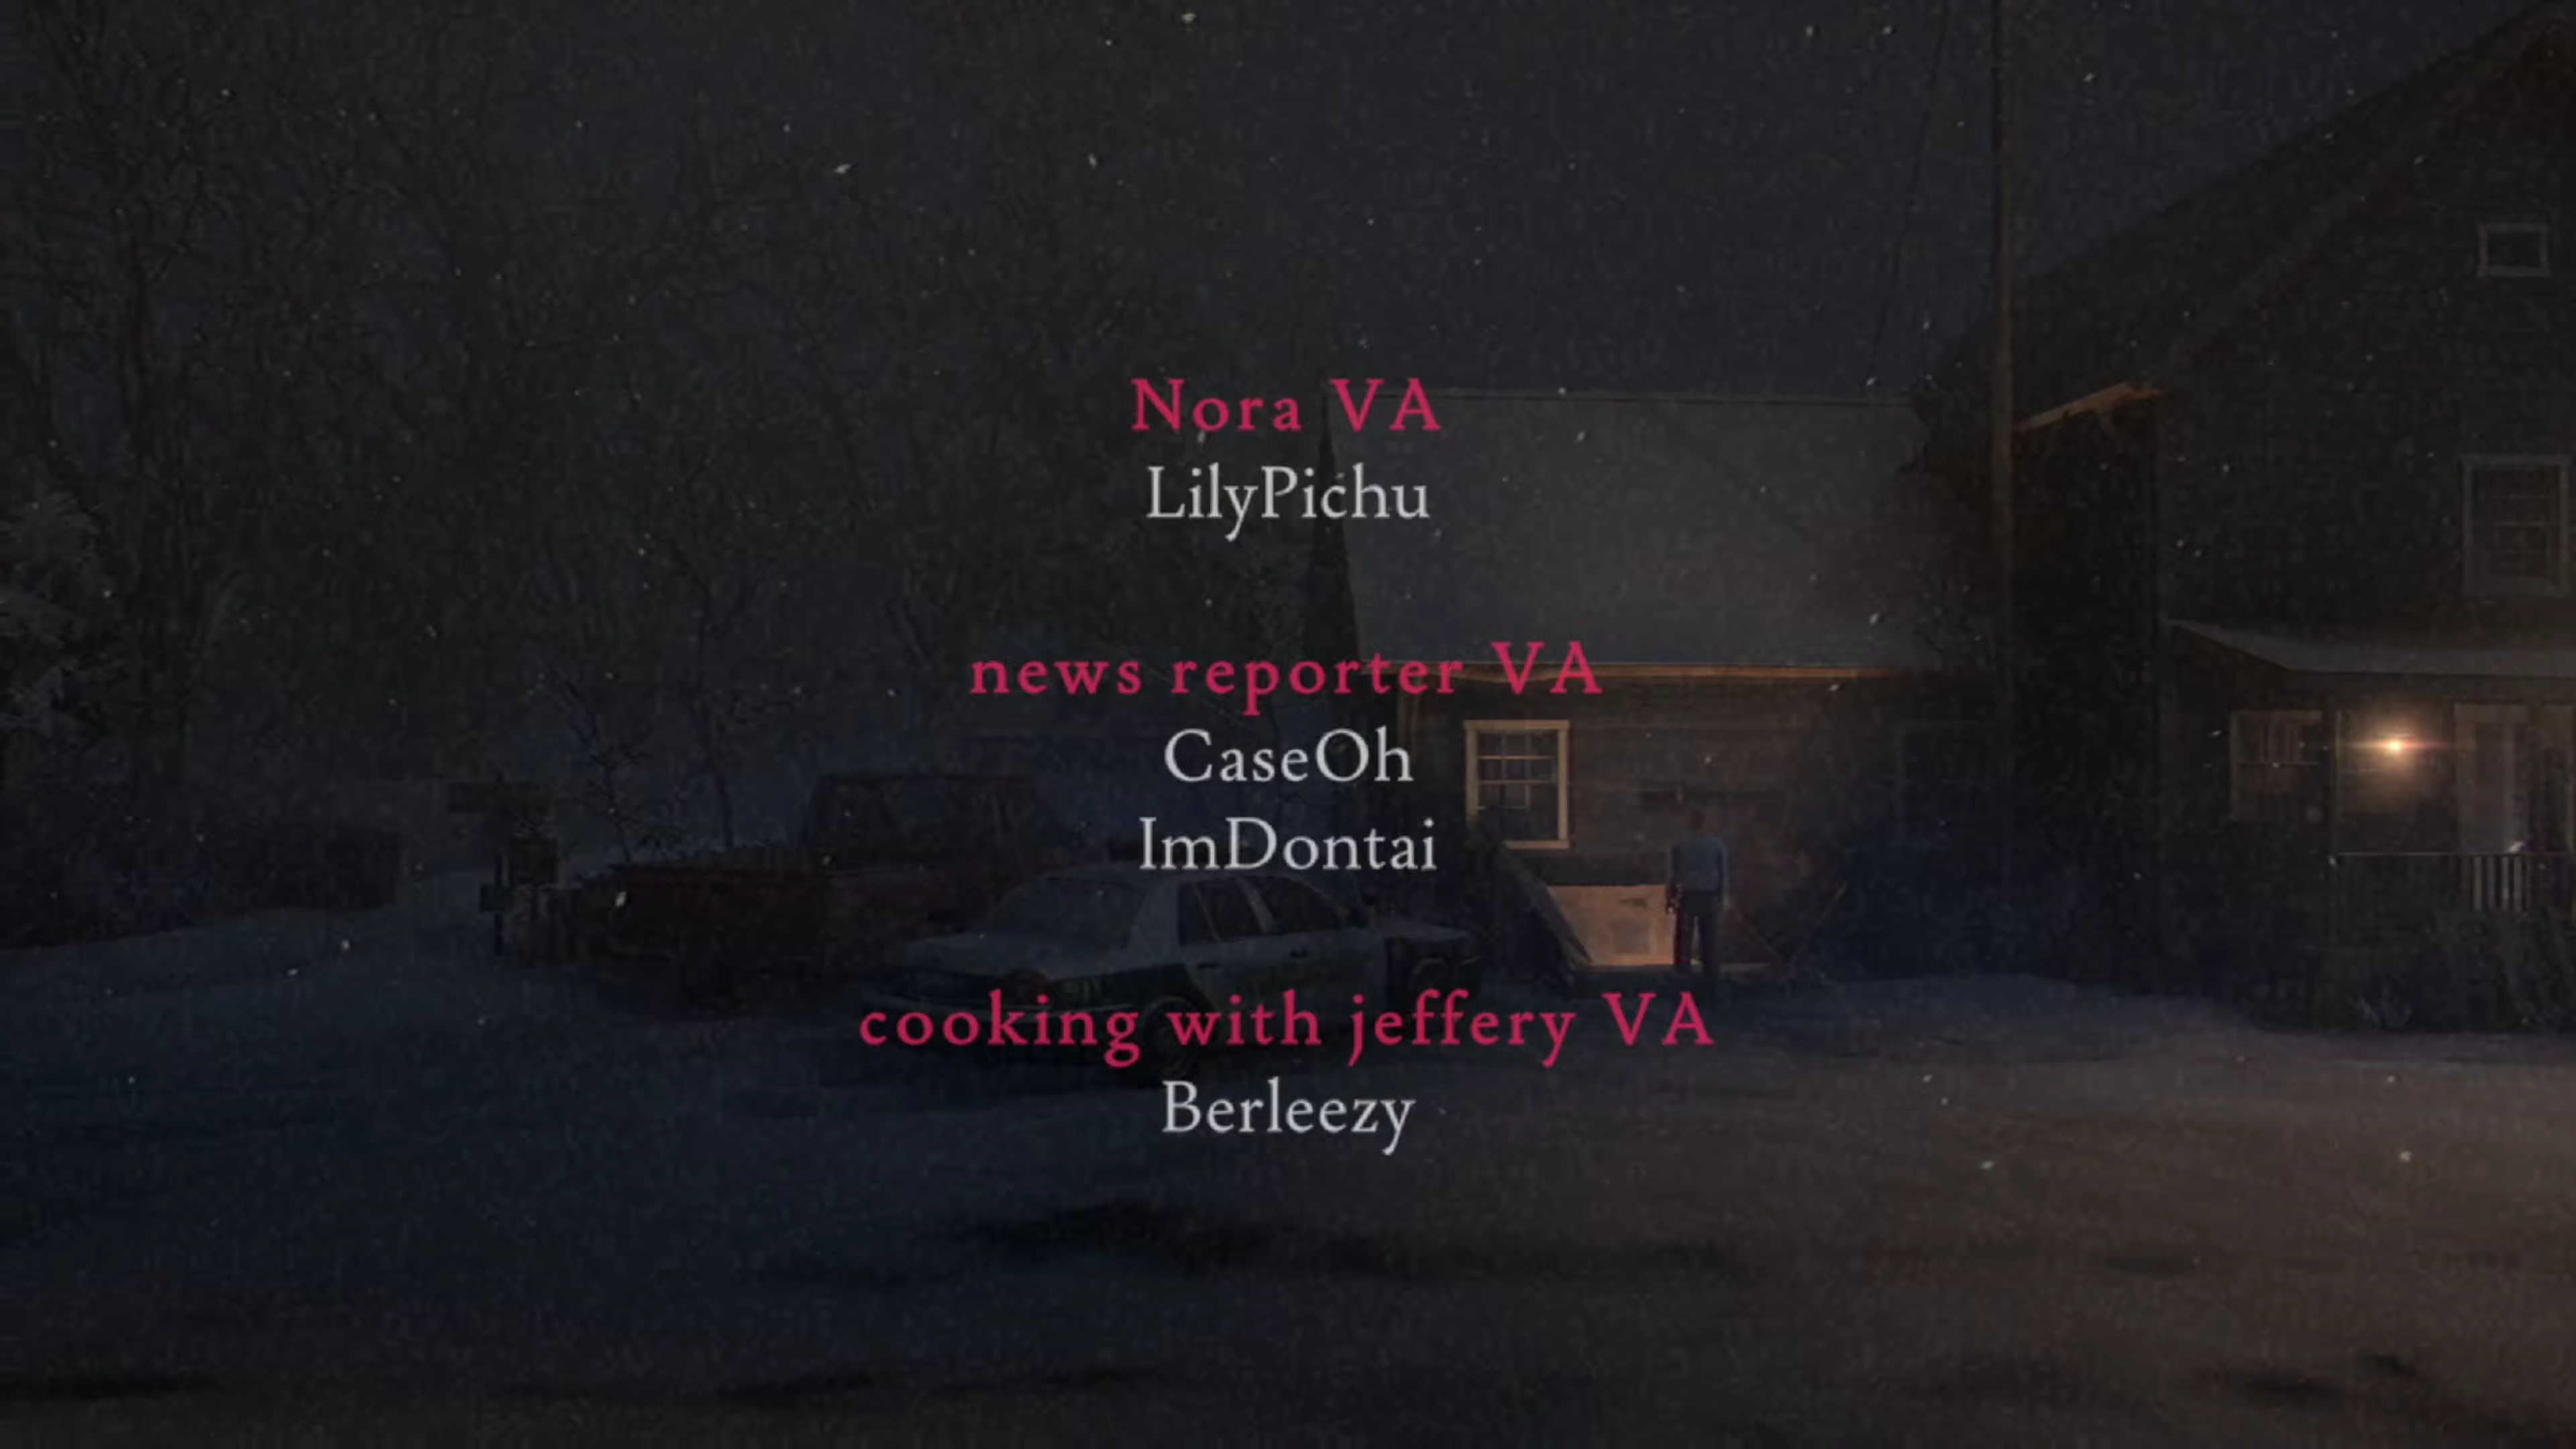 Nora VA
LilyPichu
news reporter VA
CaseOh
ImDontai
cooking with jeffery VA
Berleezy